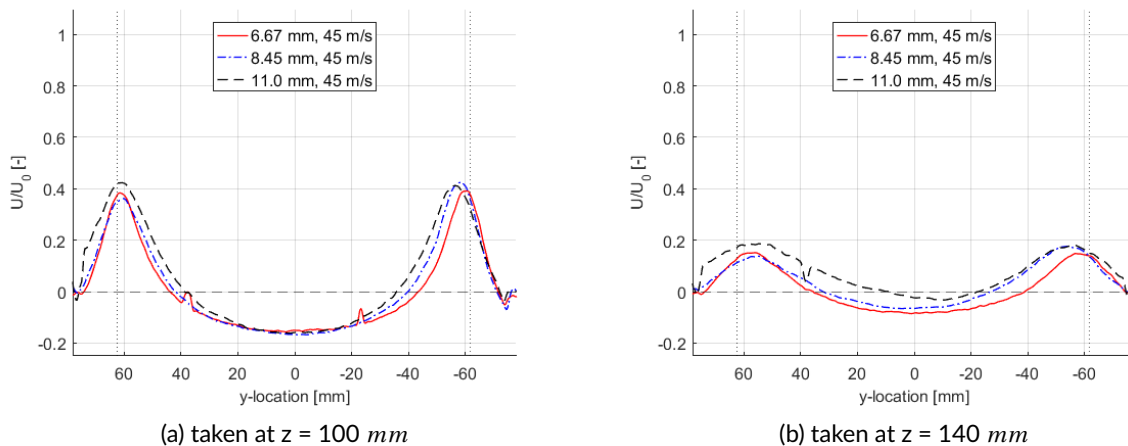 6.67 mm, 45 m/s
8.45 mm, 45 m/s
11.0 mm, 45 m/s
1
0.8
0.6
0.4
0.2
0
-0.2
U/U0 [-]
60 40 20 0 -20 -40 -60
y-location [mm]
(a) taken at z = 100 mm
6.67 mm, 45 m/s
8.45 mm, 45 m/s
11.0 mm, 45 m/s
1
0.8
0.6
0.4
0.2
0
-0.2
U/U0 [-]
60 40 20 0 -20 -40 -60
y-location [mm]
(b) taken at z = 140 mm